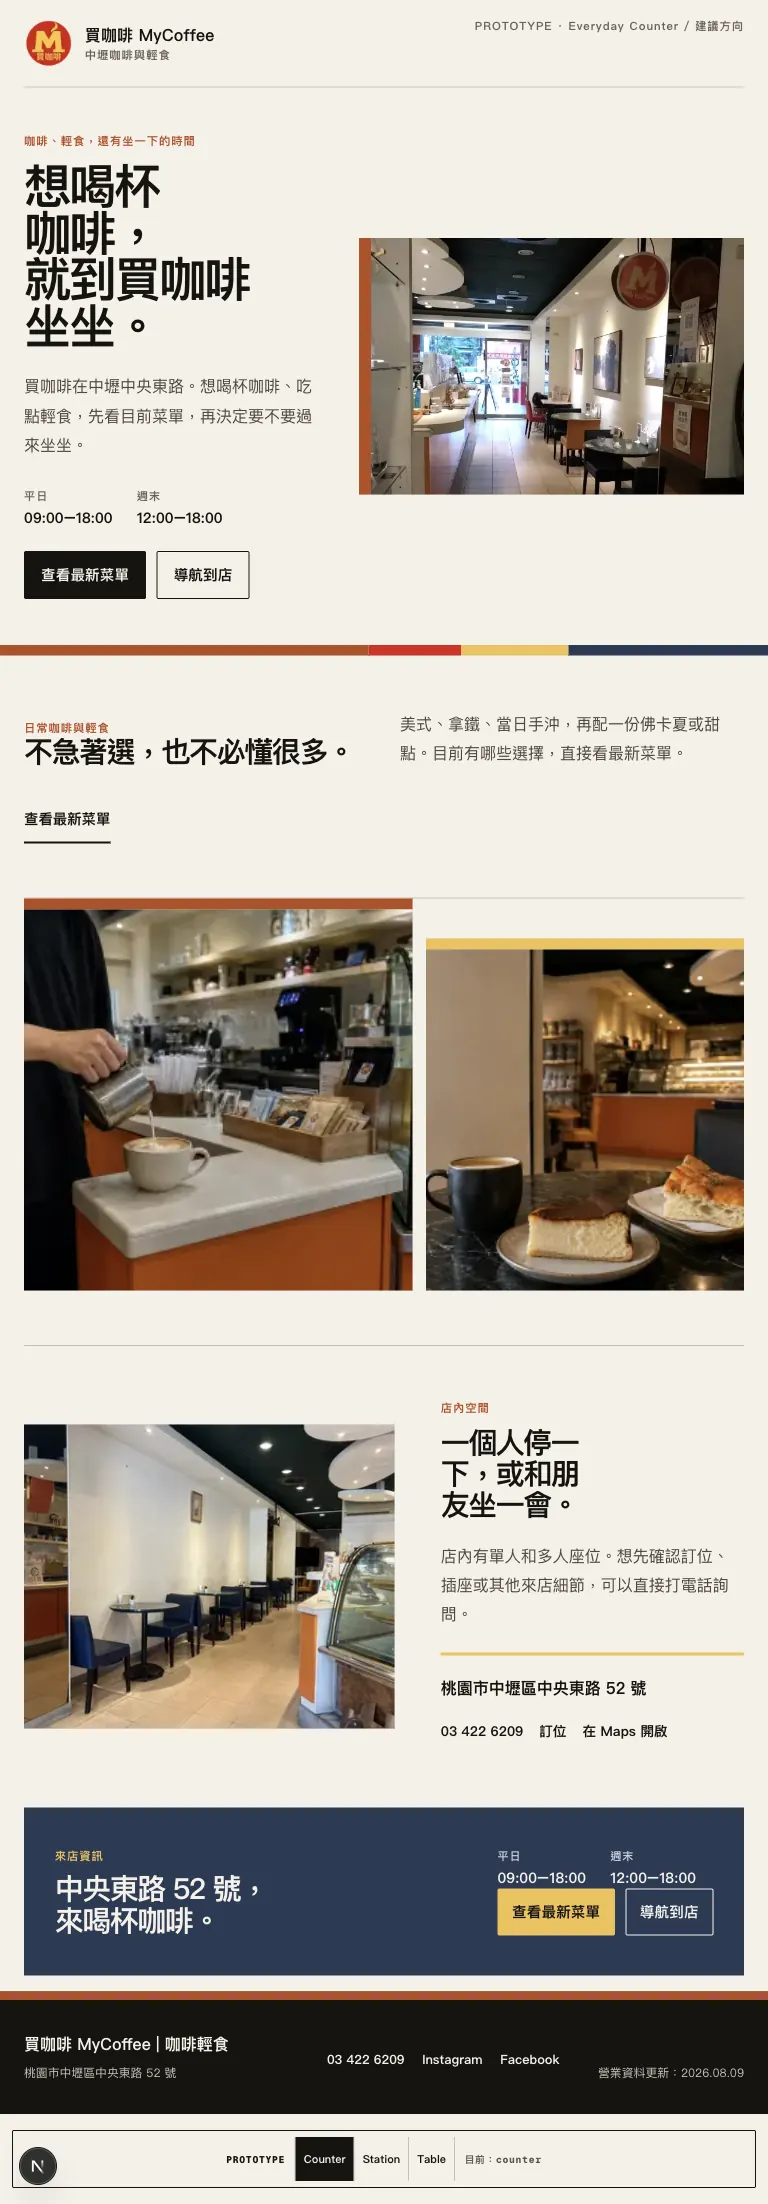 買咖啡
買咖啡 MyCoffee
中壢咖啡與輕食
PROTOTYPE · Everyday Counter / 建議方向
咖啡、輕食，還有坐一下的時間
想喝杯
咖啡，
就到買咖啡
坐坐。
買咖啡在中壢中央東路。想喝杯咖啡、吃
點輕食，先看目前菜單，再決定要不要過
來坐坐。
平日
09:00–18:00
週末
12:00–18:00
查看最新菜單
導航到店
日常咖啡與輕食
不急著選，也不必懂很多。
美式、拿鐵、當日手沖，再配一份佛卡夏或甜
點。目前有哪些選擇，直接看最新菜單。
查看最新菜單
店內空間
一個人停一
下，或和朋
友坐一會。
店內有單人和多人座位。想先確認訂位、
插座或其他來店細節，可以直接打電話詢
問。
桃園市中壢區中央東路 52 號
03 422 6209 訂位 在 Maps 開啟
來店資訊
中央東路 52 號，
來喝杯咖啡。
平日
09:00–18:00
週末
12:00–18:00
查看最新菜單
導航到店
買咖啡 MyCoffee | 咖啡輕食
桃園市中壢區中央東路 52 號
03 422 6209 Instagram Facebook
營業資料更新：2026.08.09
N
PROTOTYPE Counter Station Table 目前：counter